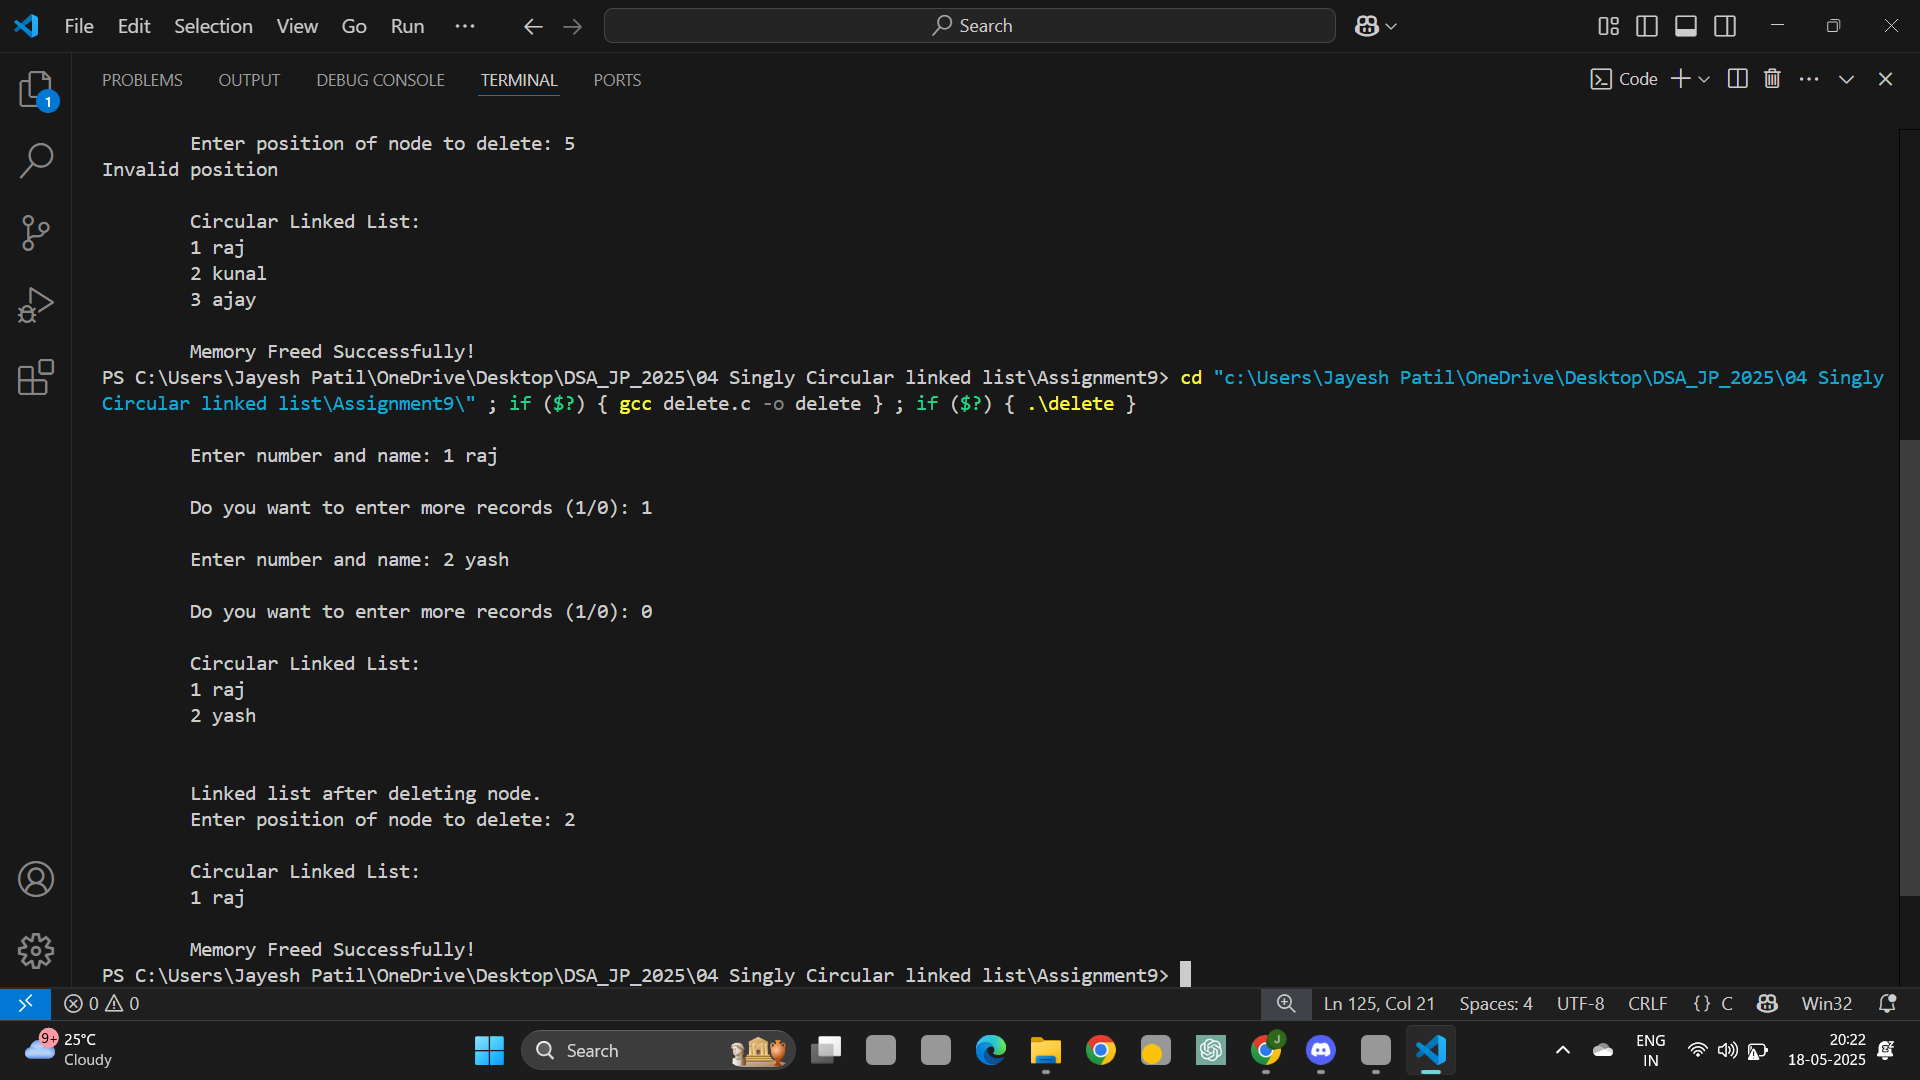 File Edit Selection View Go Run ··· Search
PROBLEMS OUTPUT DEBUG CONSOLE TERMINAL PORTS Code
1
Enter position of node to delete: 5
Invalid position
Circular Linked List:
1 raj
2 kunal
3 ajay
Memory Freed Successfully!
PS C:\Users\Jayesh Patil\OneDrive\Desktop\DSA_JP_2025\04 Singly Circular linked list\Assignment9> cd "c:\Users\Jayesh Patil\OneDrive\Desktop\DSA_JP_2025\04 Singly
Circular linked list\Assignment9\" ; if ($?) { gcc delete.c -o delete } ; if ($?) { .\delete }
Enter number and name: 1 raj
Do you want to enter more records (1/0): 1
Enter number and name: 2 yash
Do you want to enter more records (1/0): 0
Circular Linked List:
1 raj
2 yash
Linked list after deleting node.
Enter position of node to delete: 2
Circular Linked List:
1 raj
Memory Freed Successfully!
PS C:\Users\Jayesh Patil\OneDrive\Desktop\DSA_JP_2025\04 Singly Circular linked list\Assignment9>
0 0 Ln 125, Col 21 Spaces: 4 UTF-8 CRLF {} C Win32
9+ 25°C
Cloudy
Search
J
ENG
IN
20:22
18-05-2025